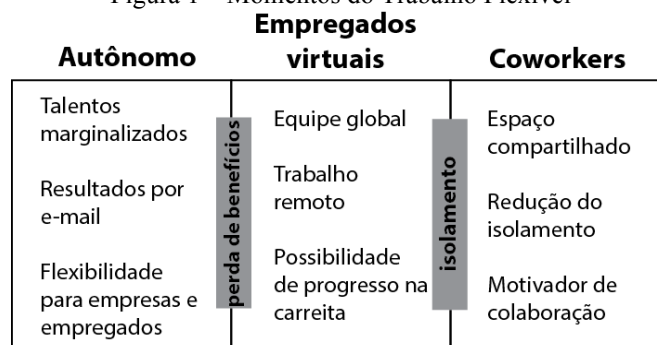 Figura 1 – Momentos do Trabalho Flexível
Autônomo
Empregados
virtuais
Coworkers
Talentos
marginalizados
Resultados por
e-mail
Flexibilidade
para empresas e
empregados
perda de benefícios
Equipe global
Trabalho
remoto
Possibilidade
de progresso na
carreita
isolamento
Espaço
compartilhado
Redução do
isolamento
Motivador de
colaboração